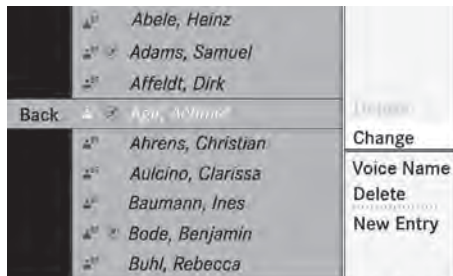 Abele, Heinz
Adams, Samuel
Affeldt, Dirk
Back
Ahrens, Christian
Aulcino, Clarissa
Baumann, Ines
Bode, Benjamin
Buhl, Rebecca
Change
Voice Name
Delete
New Entry